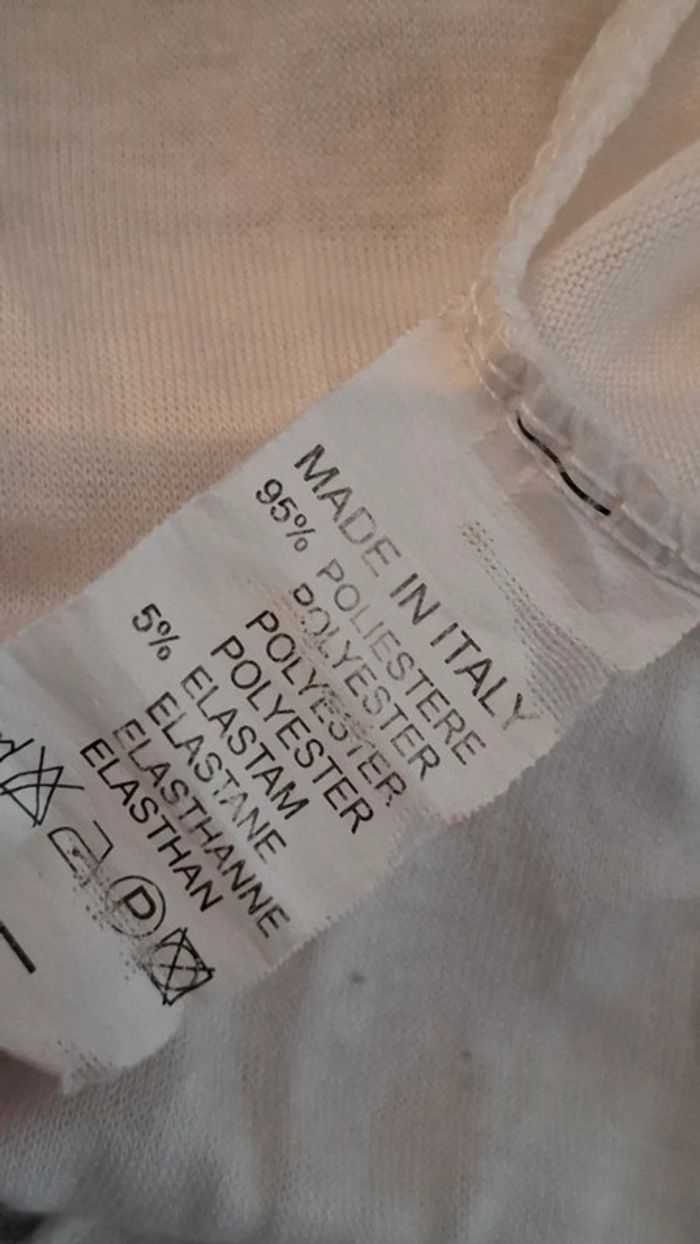 MADE IN ITALY
95% POLIESTERE
POLYESTER
POLYESTER
POLYESTER
5% ELASTAM
ELASTANE
ELASTHANNE
ELASTHAN
P